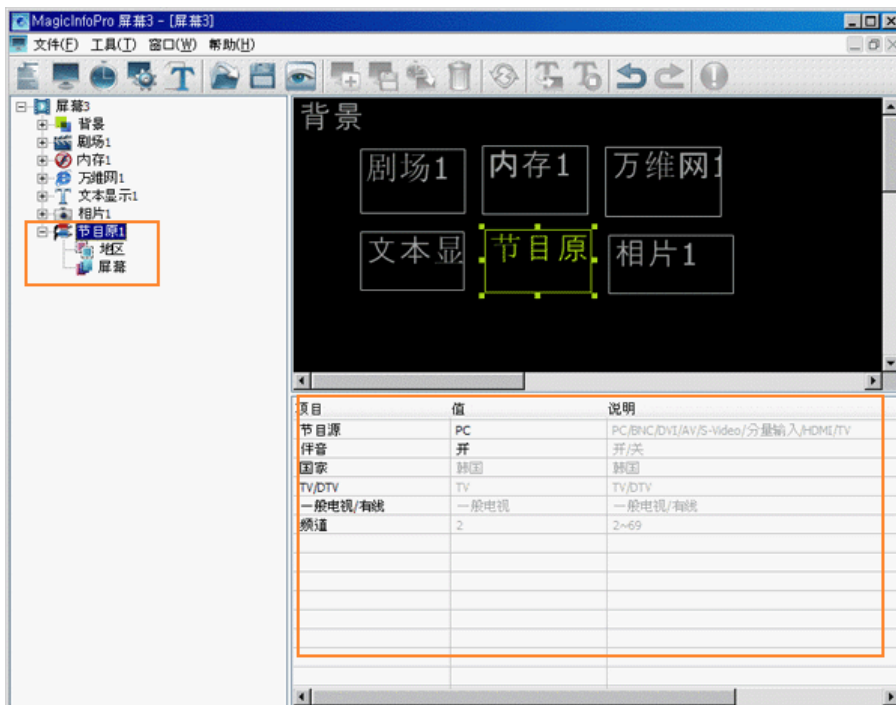 MagicInfoPro 屏幕3 - [屏幕3]
文件(F) 工具(T) 窗口(W) 帮助(H)
屏幕3
背景
剧场1
内存1
万维网1
文本显示1
相片1
节目原1
地区
屏幕
背景
剧场1 内存1 万维网1
文本显 节目原 相片1
项目 值 说明
节目源 PC PC/BNC/DVI/AV/S-Video/分量输入/HDMI/TV
伴音 开 开/关
国家 韩国 韩国
TV/DTV TV TV/DTV
一般电视/有线 一般电视 一般电视/有线
频道 2 2~69